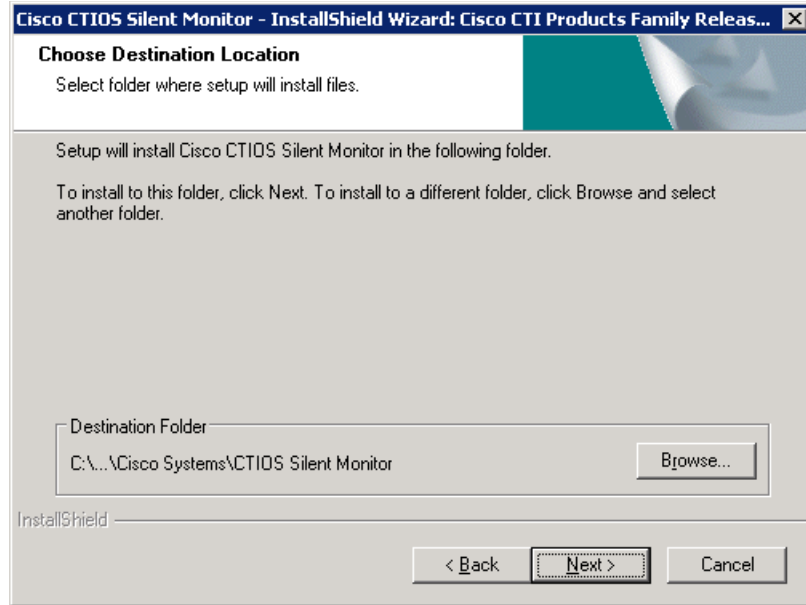 Cisco CTIOS Silent Monitor - InstallShield Wizard: Cisco CTI Products Family Releas...
Choose Destination Location
Select folder where setup will install files.
Setup will install Cisco CTIOS Silent Monitor in the following folder.
To install to this folder, click Next. To install to a different folder, click Browse and select
another folder.
Destination Folder
C:\...\Cisco Systems\CTIOS Silent Monitor
Browse...
InstallShield
< Back
Next >
Cancel